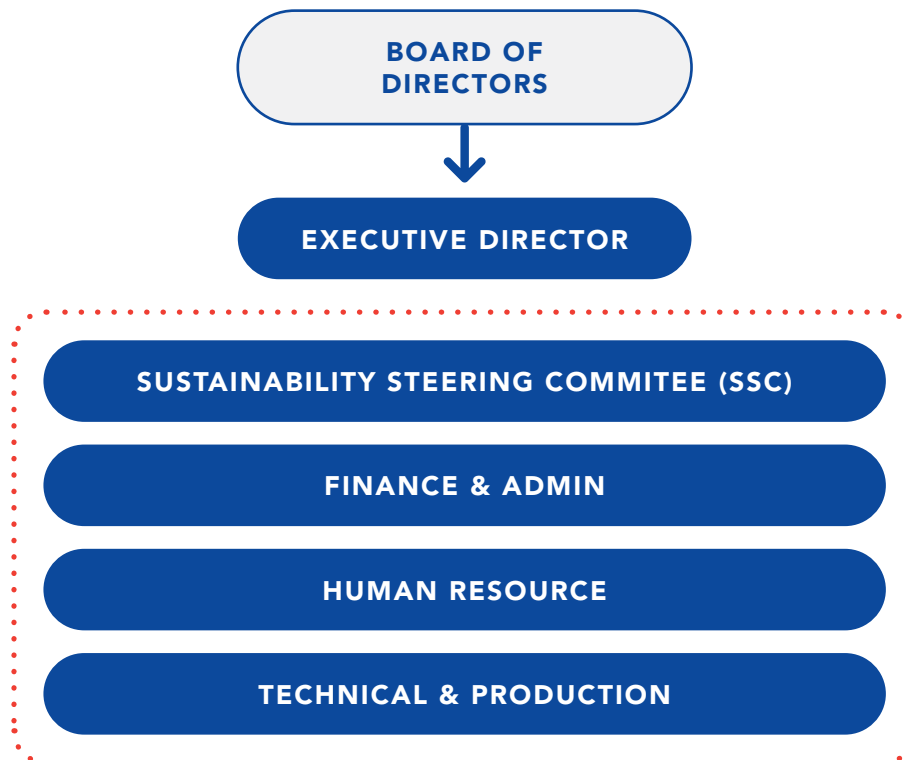 BOARD OF
DIRECTORS
EXECUTIVE DIRECTOR
SUSTAINABILITY STEERING COMMITEE (SSC)
FINANCE & ADMIN
HUMAN RESOURCE
TECHNICAL & PRODUCTION